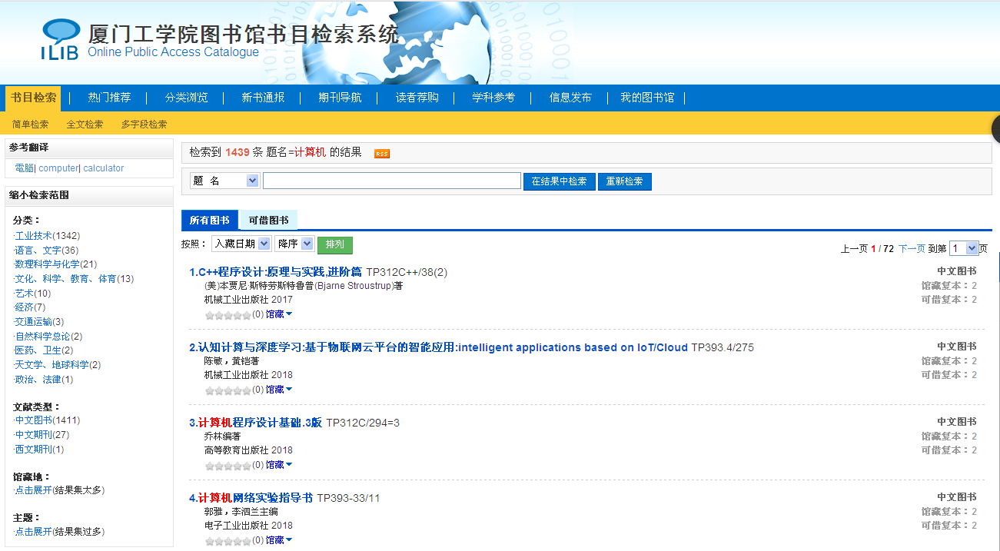 厦门工学院图书馆书目检索系统
ILIB
Online Public Access Catalogue
书目检索 | 热门推荐 | 分类浏览 | 新书通报 | 期刊导航 | 读者荐购 | 学科参考 | 信息发布 | 我的图书馆 |
简单检索 全文检索 多字段检索
参考翻译
電腦| computer| calculator
缩小检索范围
分类：
·工业技术(1342)
·语言、文字(36)
·数理科学与化学(21)
·文化、科学、教育、体育(13)
·艺术(10)
·经济(7)
·交通运输(3)
·自然科学总论(2)
·医药、卫生(2)
·天文学、地球科学(2)
·政治、法律(1)
文献类型：
·中文图书(1411)
·中文期刊(27)
·西文期刊(1)
馆藏地：
·点击展开(结果集太多)
主题：
·点击展开(结果集过多)
检索到 1439 条 题名=计算机 的结果 RSS
题 名 在结果中检索 重新检索
所有图书 可借图书
按照： 入藏日期 降序 排列
上一页 1 / 72 下一页 到第 1 页
1.C++程序设计:原理与实践,进阶篇 TP312C++/38(2)
中文图书
(美)本贾尼·斯特劳斯特鲁普(Bjarne Stroustrup)著
馆藏复本：2
机械工业出版社 2017
可借复本：2
(0) 馆藏
2.认知计算与深度学习:基于物联网云平台的智能应用:intelligent applications based on IoT/Cloud TP393.4/275
中文图书
陈敏，黄铠著
馆藏复本：2
机械工业出版社 2018
可借复本：2
(0) 馆藏
3.计算机程序设计基础.3版 TP312C/294=3
中文图书
乔林编著
馆藏复本：2
高等教育出版社 2018
可借复本：2
(0) 馆藏
4.计算机网络实验指导书 TP393-33/11
中文图书
郭雅，李泗兰主编
馆藏复本：2
电子工业出版社 2018
可借复本：2
(0) 馆藏